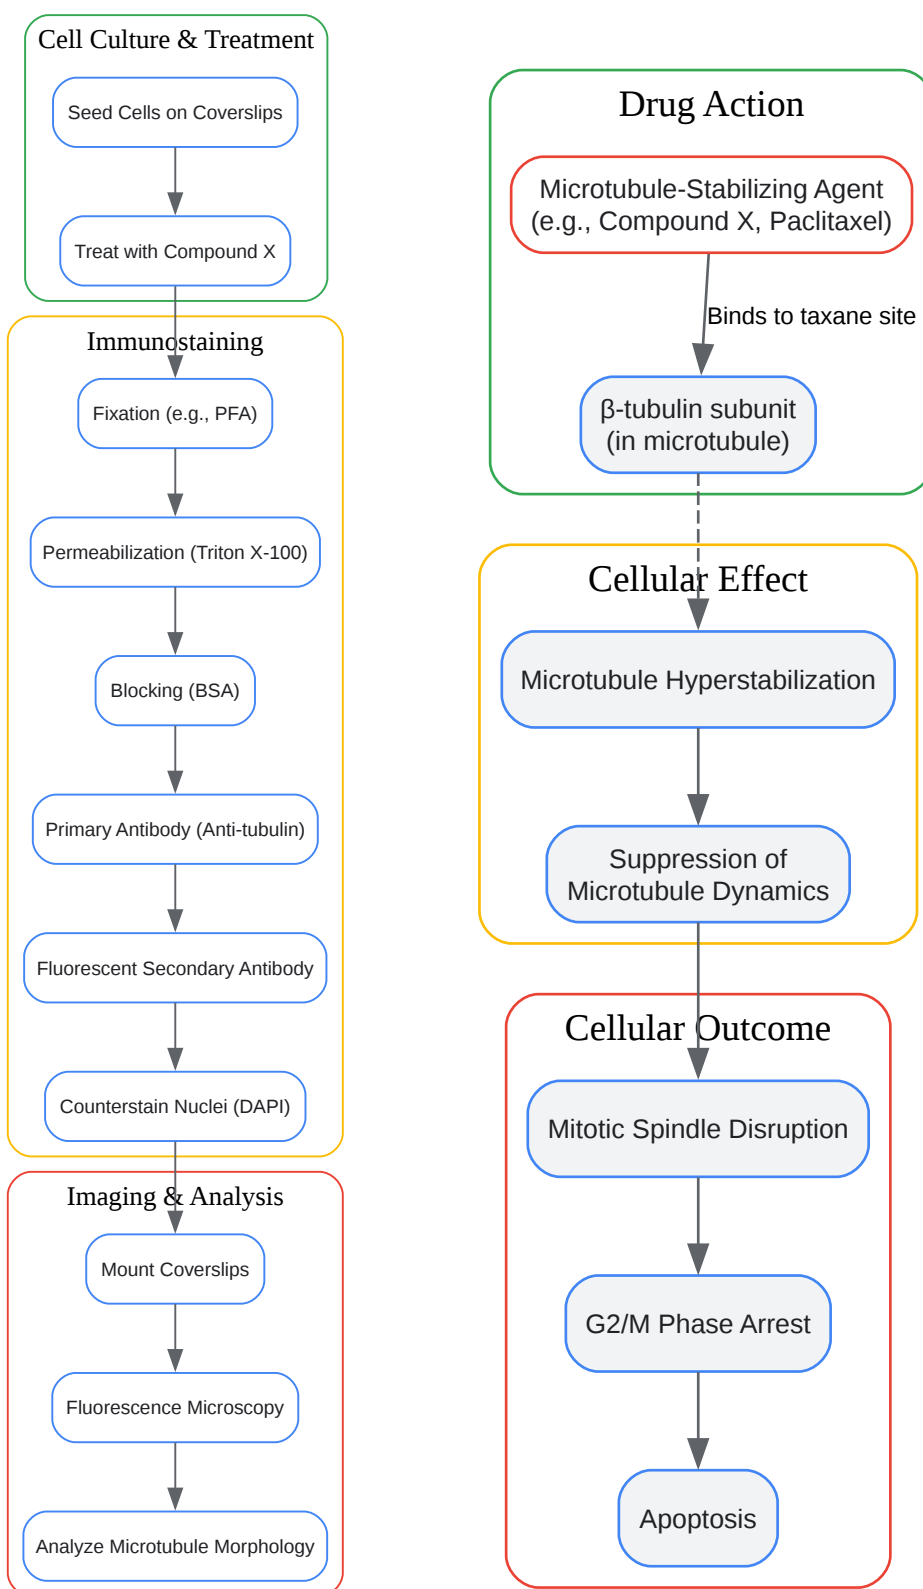 Cell Culture & Treatment
Seed Cells on Coverslips
Treat with Compound X
Immunostaining
Fixation (e.g., PFA)
Permeabilization (Triton X-100)
Blocking (BSA)
Primary Antibody (Anti-tubulin)
Fluorescent Secondary Antibody
Counterstain Nuclei (DAPI)
Imaging & Analysis
Mount Coverslips
Fluorescence Microscopy
Analyze Microtubule Morphology
Drug Action
Microtubule-Stabilizing Agent
(e.g., Compound X, Paclitaxel)
Binds to taxane site
β-tubulin subunit
(in microtubule)
Cellular Effect
Microtubule Hyperstabilization
Suppression of
Microtubule Dynamics
Cellular Outcome
Mitotic Spindle Disruption
G2/M Phase Arrest
Apoptosis